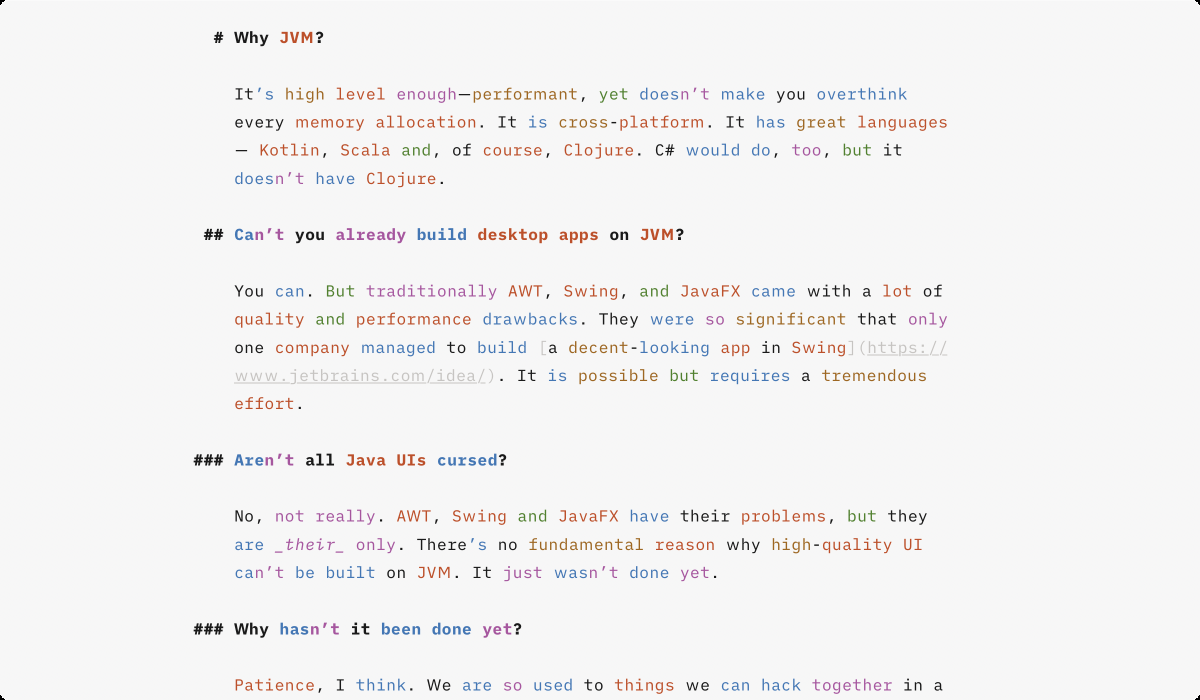 # Why JVM?
It’s high level enough—performant, yet doesn’t make you overthink
every memory allocation. It is cross-platform. It has great languages
— Kotlin, Scala and, of course, Clojure. C# would do, too, but it
doesn’t have Clojure.
## Can’t you already build desktop apps on JVM?
You can. But traditionally AWT, Swing, and JavaFX came with a lot of
quality and performance drawbacks. They were so significant that only
one company managed to build [a decent-looking app in Swing](https://
www.jetbrains.com/idea/). It is possible but requires a tremendous
effort.
### Aren’t all Java UIs cursed?
No, not really. AWT, Swing and JavaFX have their problems, but they
are _their_ only. There’s no fundamental reason why high-quality UI
can’t be built on JVM. It just wasn’t done yet.
### Why hasn’t it been done yet?
Patience, I think. We are so used to things we can hack together in a